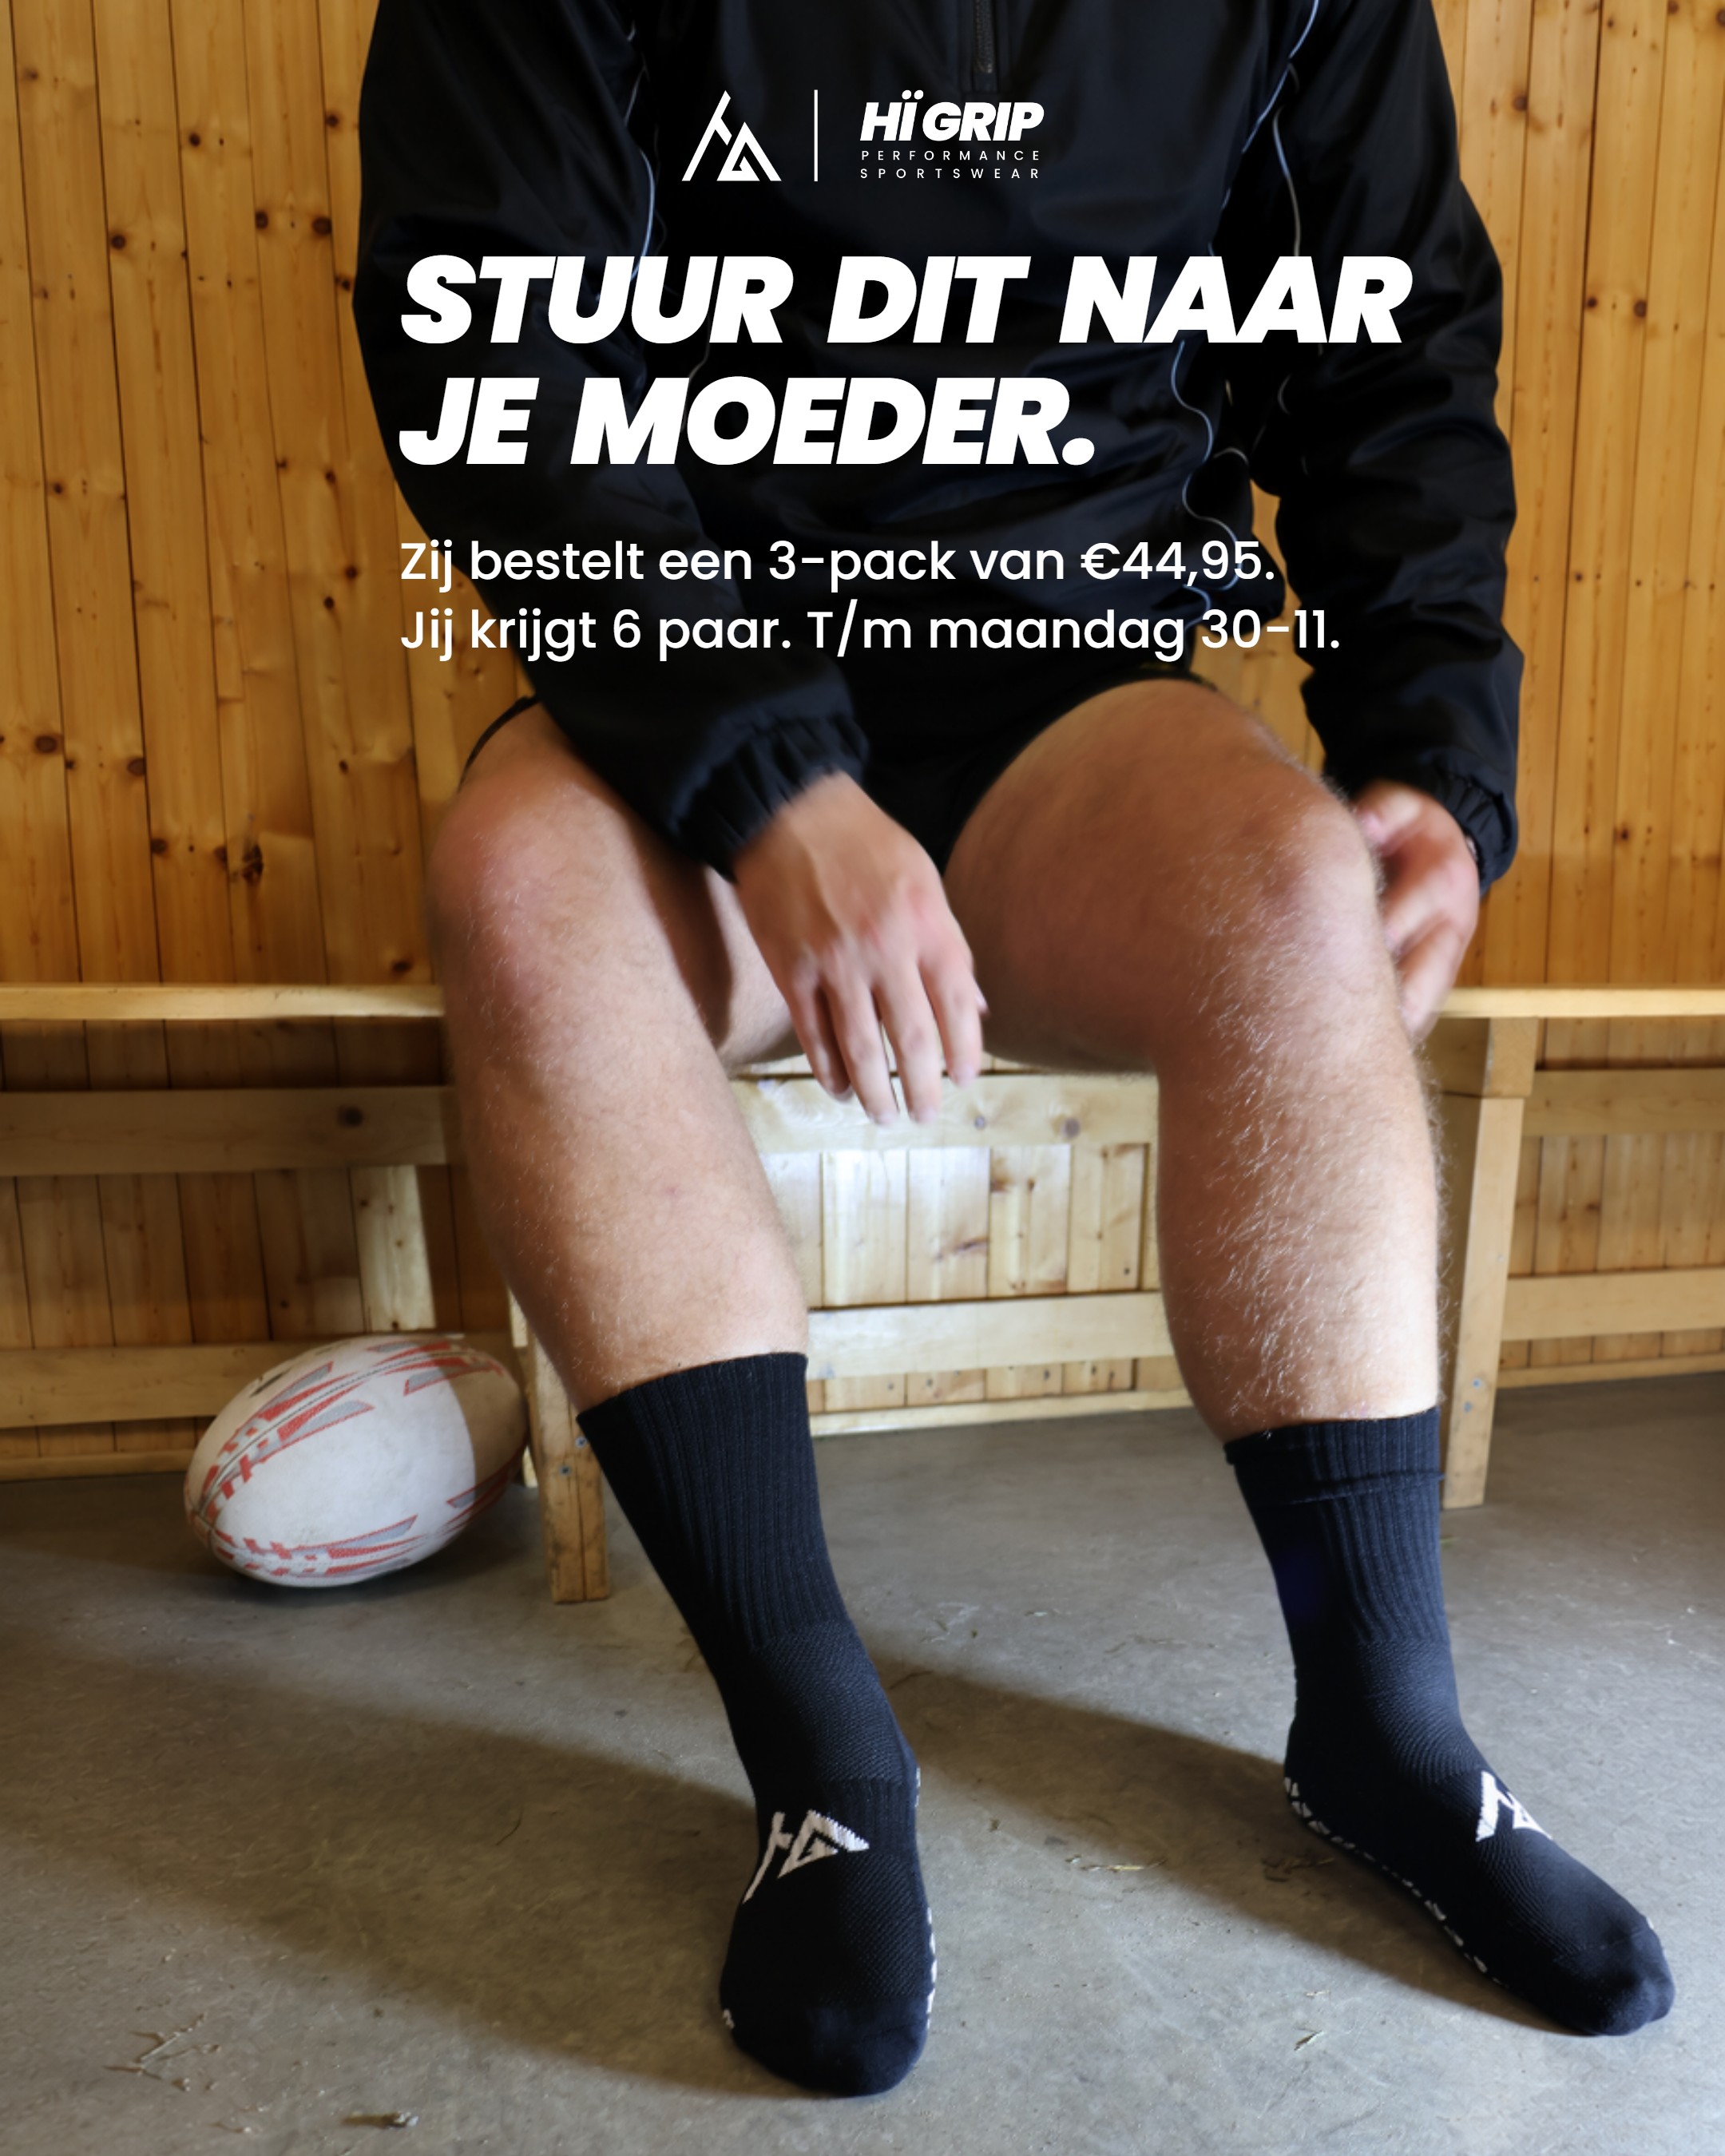 HÏ GRIP
PERFORMANCE
SPORTSWEAR
STUUR DIT NAAR
JE MOEDER.
Zij bestelt een 3-pack van €44,95.
Jij krijgt 6 paar. T/m maandag 30-11.